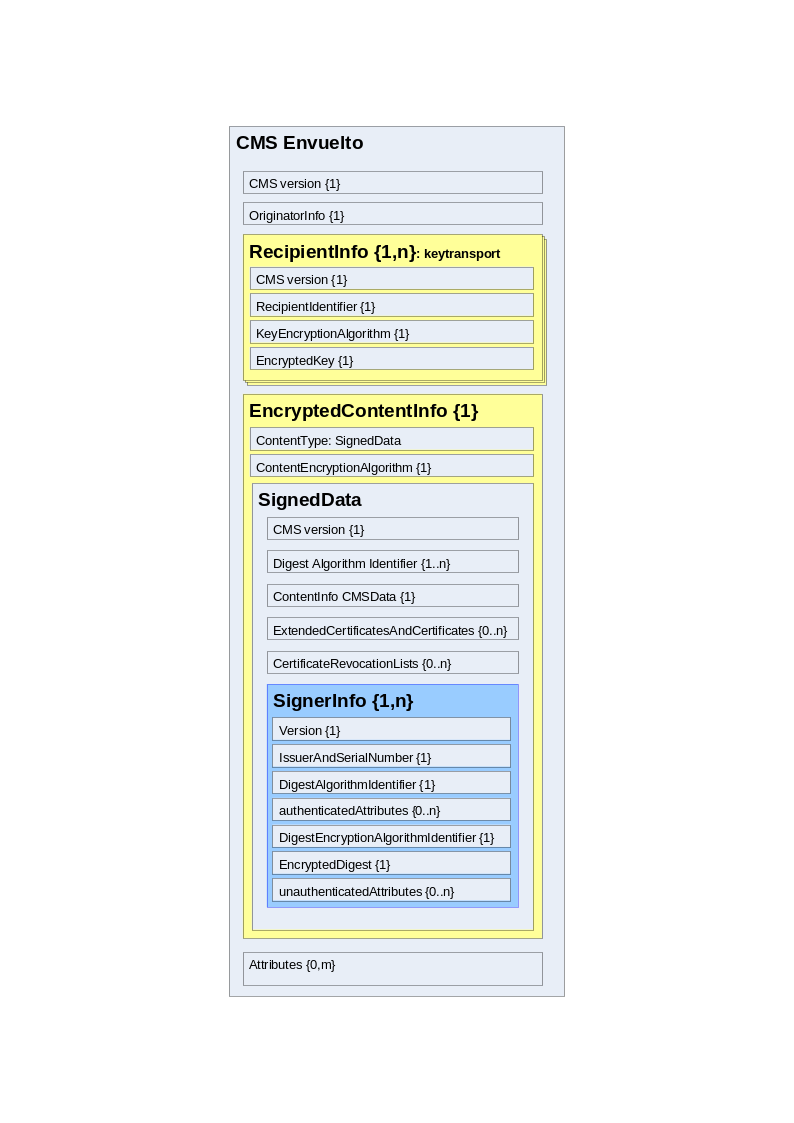 CMS Envuelto
CMS version {1}
OriginatorInfo {1}
RecipientInfo {1,n}: keytransport
CMS version {1}
RecipientIdentifier {1}
KeyEncryptionAlgorithm {1}
EncryptedKey {1}
EncryptedContentInfo {1}
ContentType: SignedData
ContentEncryptionAlgorithm {1}
SignedData
CMS version {1}
Digest Algorithm Identifier {1..n}
ContentInfo CMSData {1}
ExtendedCertificatesAndCertificates {0..n}
CertificateRevocationLists {0..n}
SignerInfo {1,n}
Version {1}
IssuerAndSerialNumber {1}
DigestAlgorithmIdentifier {1}
authenticatedAttributes {0..n}
DigestEncryptionAlgorithmIdentifier {1}
EncryptedDigest {1}
unauthenticatedAttributes {0..n}
Attributes {0,m}